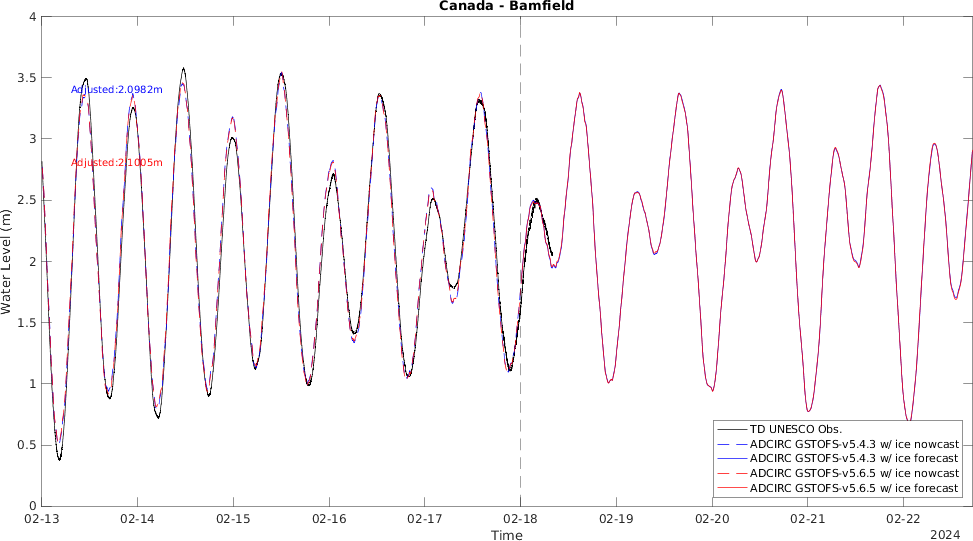 Canada - Bamfield
4
3.5
3
2.5
2
1.5
1
0.5
0
Water Level (m)
Adjusted:2.0982m
Adjusted:2.1005m
TD UNESCO Obs.
ADCIRC GSTOFS-v5.4.3 w/ ice nowcast
ADCIRC GSTOFS-v5.4.3 w/ ice forecast
ADCIRC GSTOFS-v5.6.5 w/ ice nowcast
ADCIRC GSTOFS-v5.6.5 w/ ice forecast
02-13 02-14 02-15 02-16 02-17 02-18 02-19 02-20 02-21 02-22
Time
2024